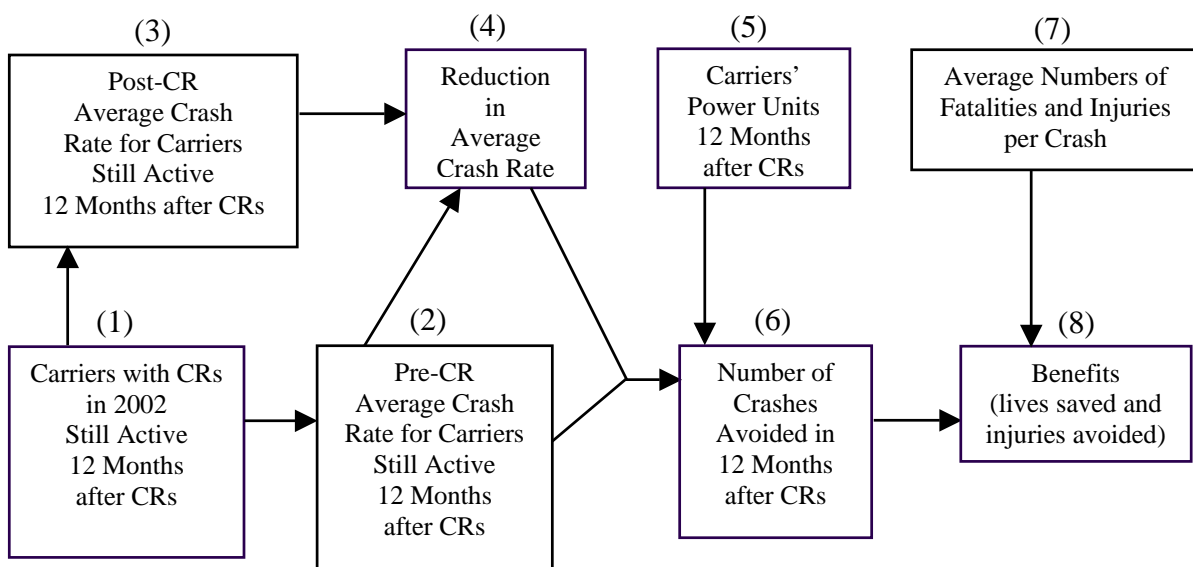 (3)
Post-CR
Average Crash
Rate for Carriers
Still Active
12 Months after CRs
(4)
Reduction
in
Average
Crash Rate
(5)
Carriers’
Power Units
12 Months
after CRs
(7)
Average Numbers of
Fatalities and Injuries
per Crash
(1)
Carriers with CRs
in 2002
Still Active
12 Months
after CRs
(2)
Pre-CR
Average Crash
Rate for Carriers
Still Active
12 Months
after CRs
(6)
Number of
Crashes
Avoided in
12 Months
after CRs
(8)
Benefits
(lives saved and
injuries avoided)